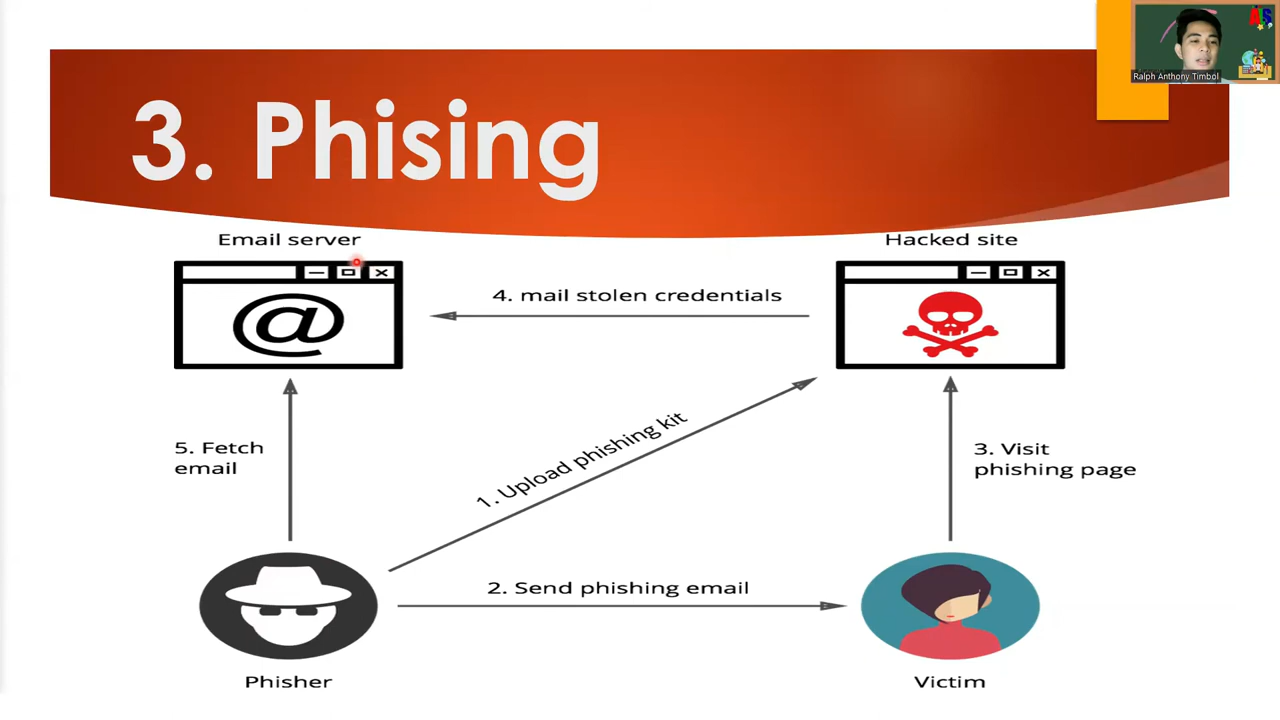 Ralph Anthony Timbol
3. Phising
Email server
Hacked site
@
4. mail stolen credentials
1. Upload phishing kit
5. Fetch
email
3. Visit
phishing page
2. Send phishing email
Phisher
Victim